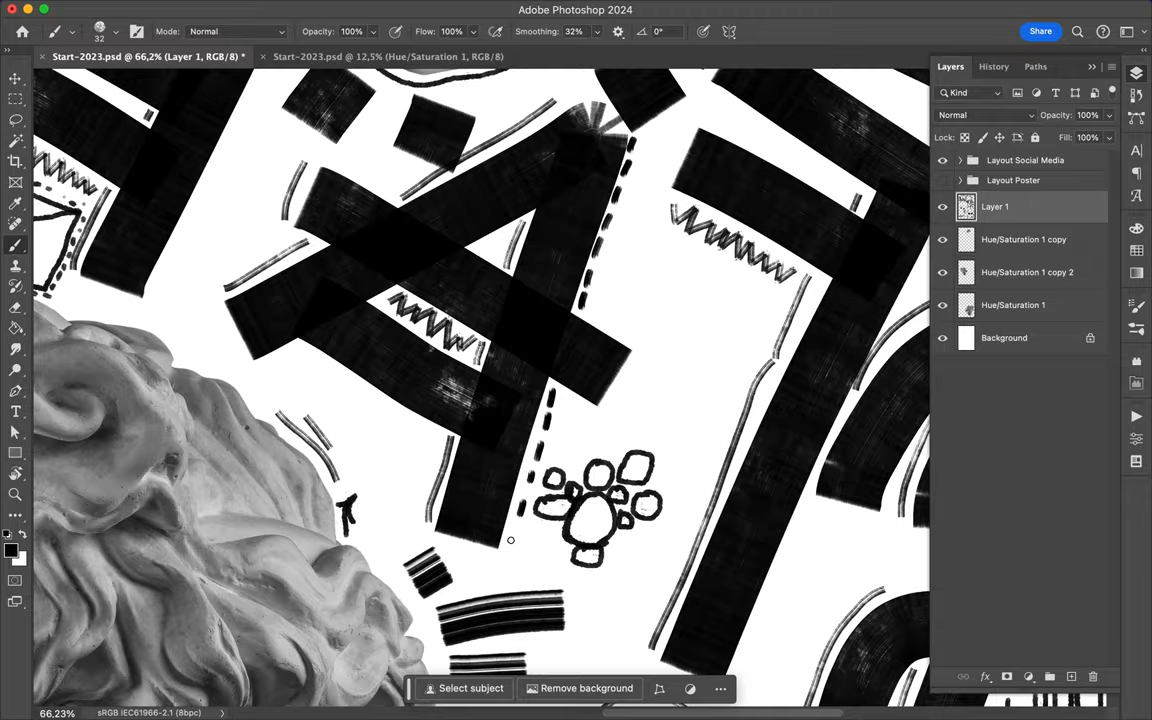 Adobe Photoshop 2024
32
Mode: Normal
Opacity: 100%
Flow: 100%
Smoothing: 32%
0°
Share
Start-2023.psd @ 66,2% (Layer 1, RGB/8) *
Start-2023.psd @ 12,5% (Hue/Saturation 1, RGB/8)
Layers
History
Paths
Kind
Normal
Opacity: 100%
Lock:
Fill: 100%
Layout Social Media
Layout Poster
Layer 1
Hue/Saturation 1 copy
Hue/Saturation 1 copy 2
Hue/Saturation 1
Background
Select subject
Remove background
66,23%
sRGB IEC61966-2.1 (8bpc)